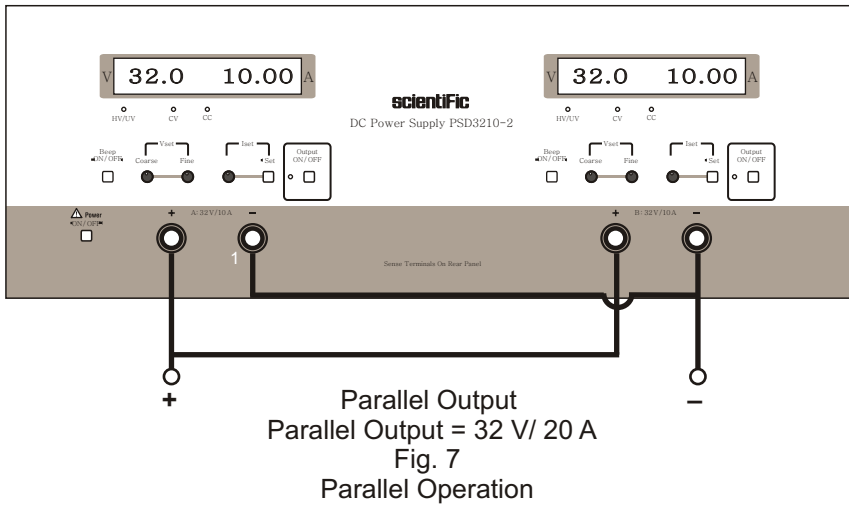 V 32.0 10.00 A
V 32.0 10.00 A
scientiFic
DC Power Supply PSD3210-2
HV/UV CV CC
HV/UV CV CC
Beep
ON/OFF
Vset
Coarse Fine
Iset
Set
Output
ON/OFF
Beep
ON/OFF
Vset
Coarse Fine
Iset
Set
Output
ON/OFF
Power
ON/OFF
+ A: 32V/10A −
+ B: 32V/10A −
1
Sense Terminals On Rear Panel
+ −
Parallel Output
Parallel Output = 32 V/ 20 A
Fig. 7
Parallel Operation